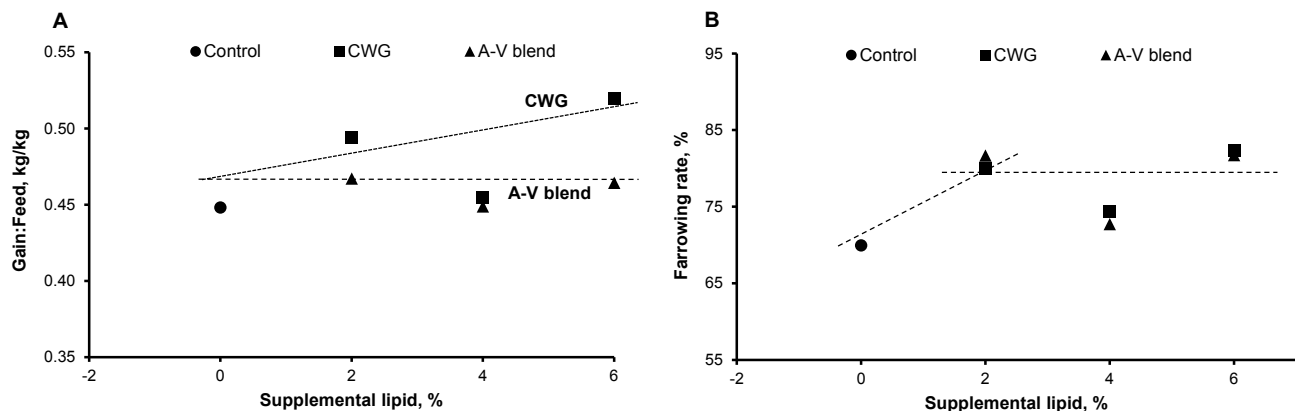 A
Control CWG A-V blend
0.55
0.50
0.45
0.40
0.35
Gain:Feed, kg/kg
CWG
A-V blend
-2 0 2 4 6
Supplemental lipid, %
B
Control CWG A-V blend
95
85
75
65
55
Farrowing rate, %
-2 0 2 4 6
Supplemental lipid, %